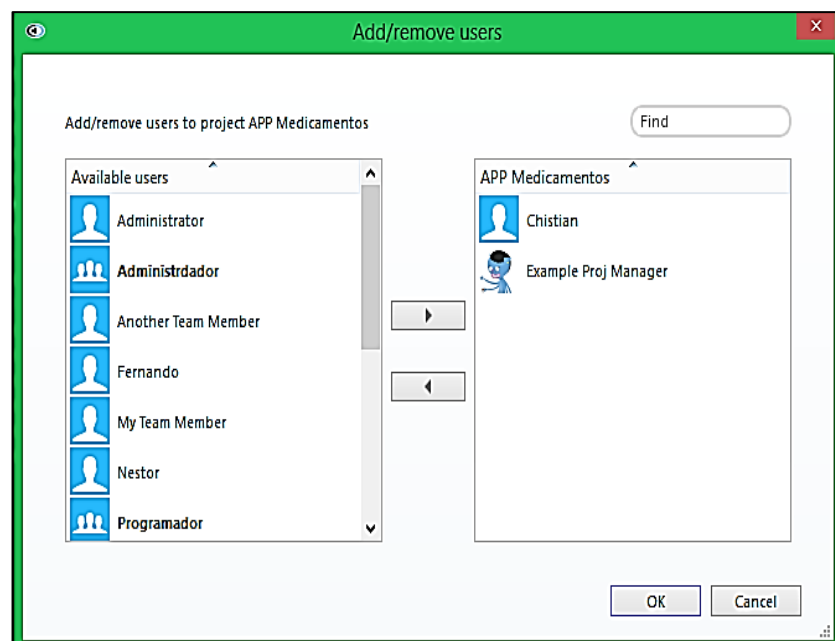 Add/remove users
Add/remove users to project APP Medicamentos
Find
Available users
Administrator
Administrdador
Another Team Member
Fernando
My Team Member
Nestor
Programador
APP Medicamentos
Chistian
Example Proj Manager
OK
Cancel